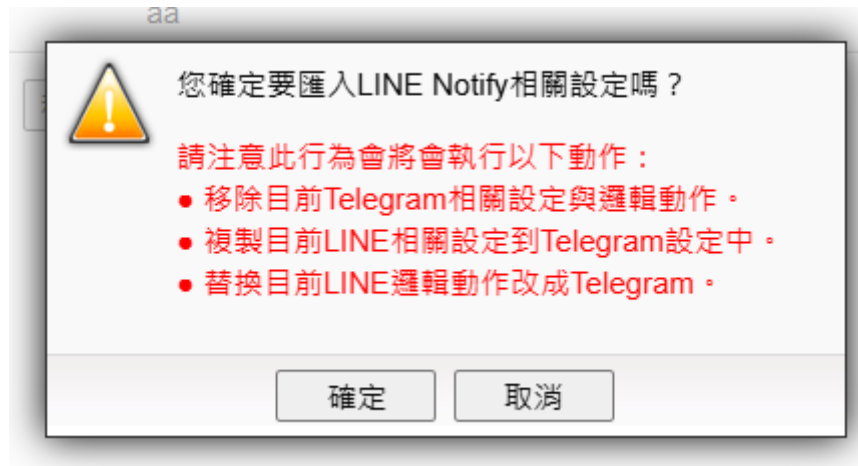 aa
您確定要匯入LINE Notify相關設定嗎？
請注意此行為會將會執行以下動作：
● 移除目前Telegram相關設定與邏輯動作。
● 複製目前LINE相關設定到Telegram設定中。
● 替換目前LINE邏輯動作改成Telegram。
確定 取消